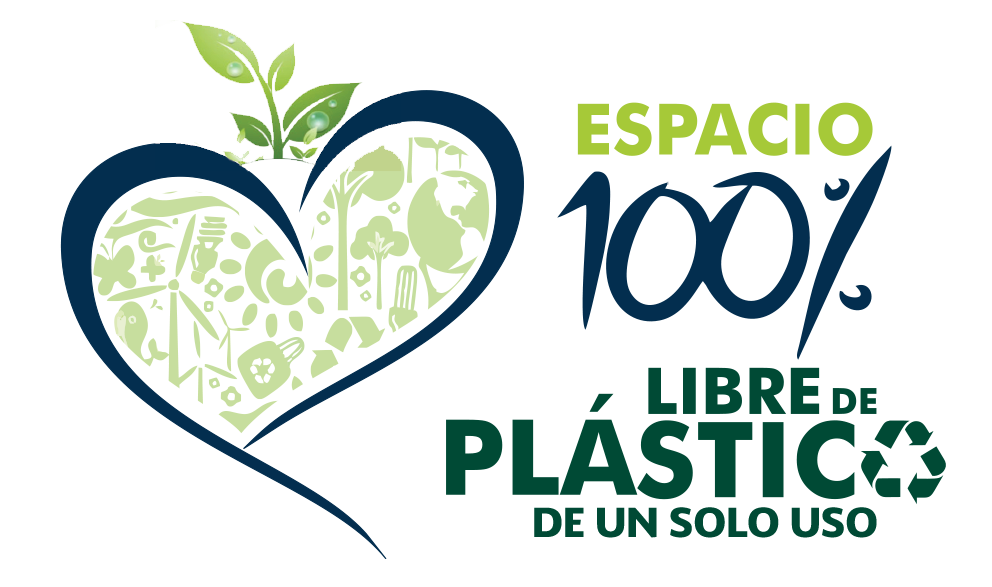 ESPACIO
100%
LIBRE DE
PLÁSTICO
DE UN SOLO USO